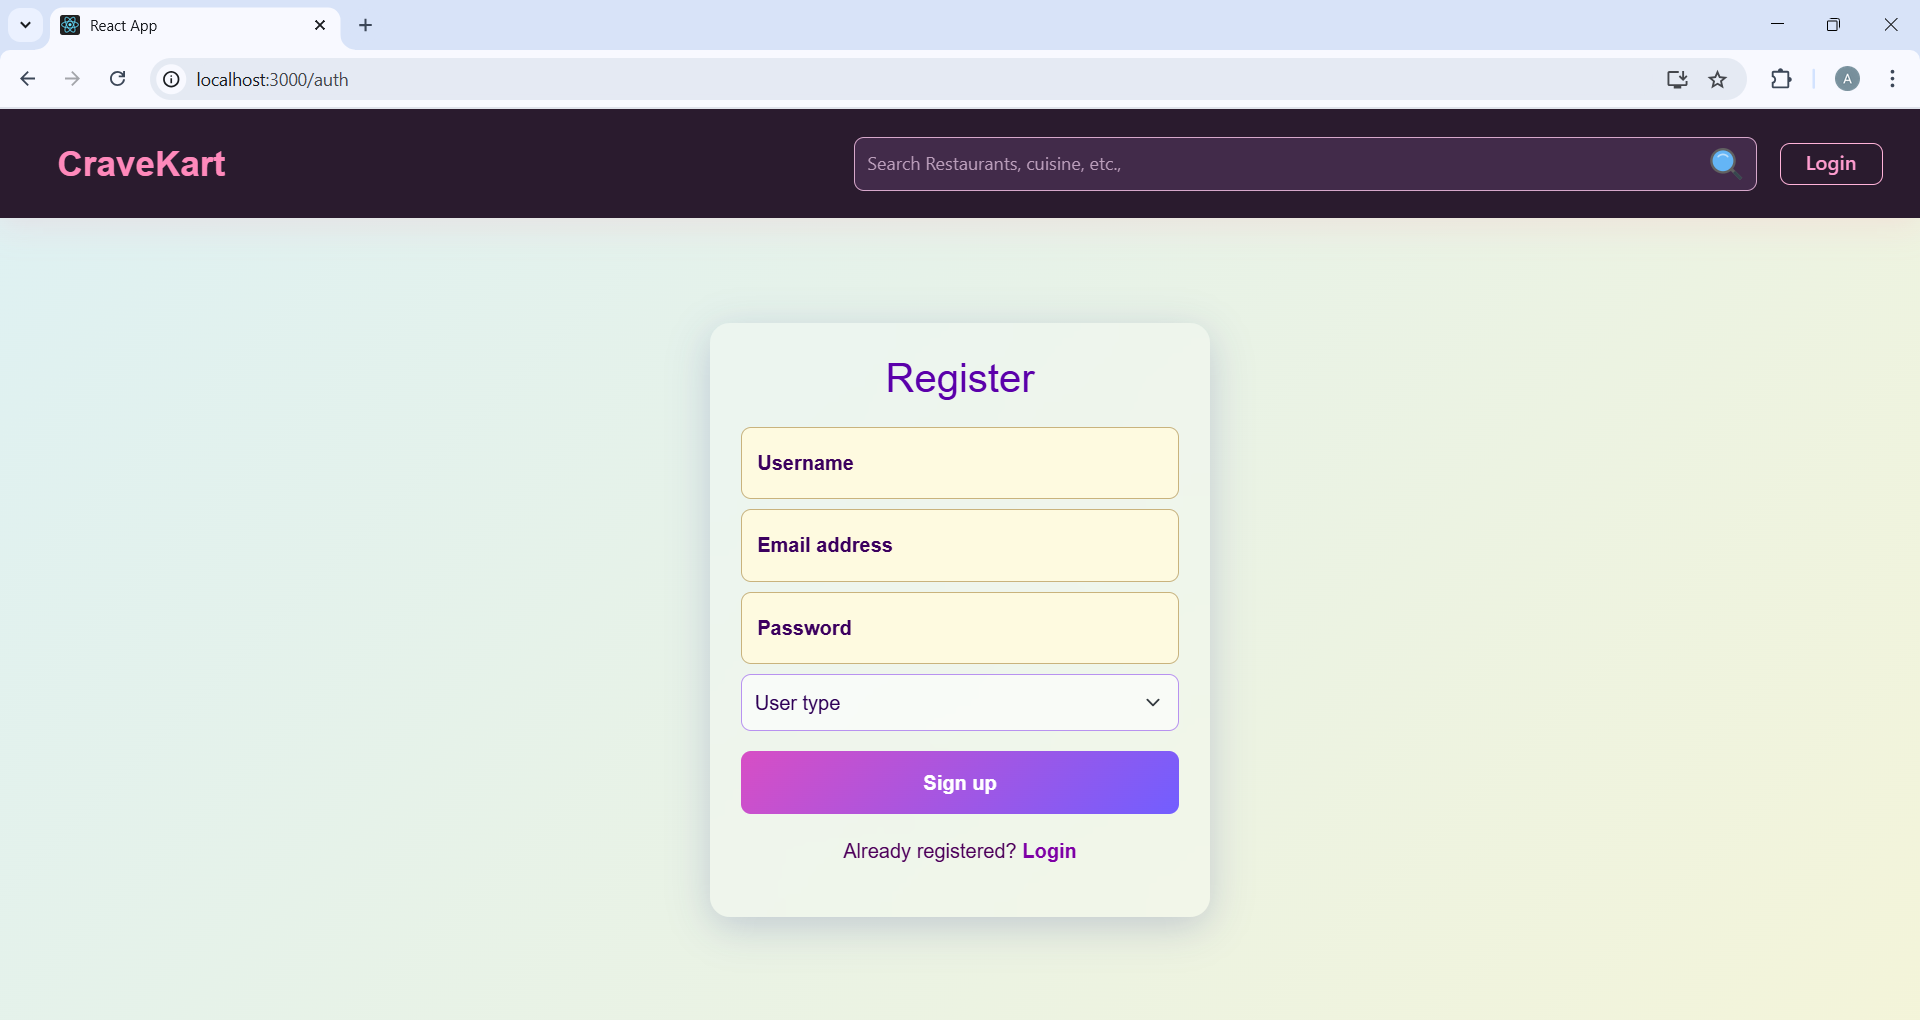 React App
localhost:3000/auth
A
CraveKart
Search Restaurants, cuisine, etc.,
Login
Register
Username
Email address
Password
User type
Sign up
Already registered? Login